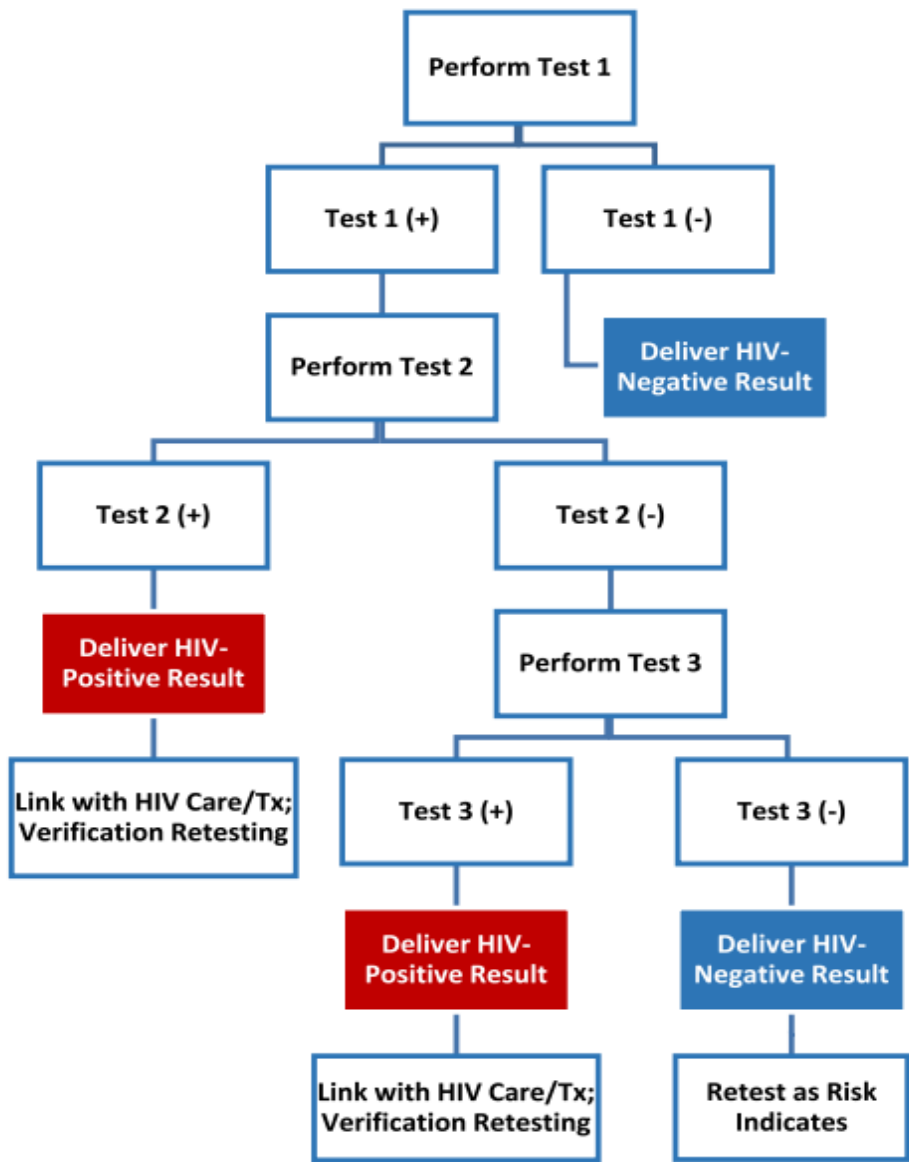 Perform Test 1
Test 1 (+)
Test 1 (-)
Perform Test 2
Deliver HIV-
Negative Result
Test 2 (+)
Test 2 (-)
Deliver HIV-
Positive Result
Perform Test 3
Link with HIV Care/Tx;
Verification Retesting
Test 3 (+)
Test 3 (-)
Deliver HIV-
Positive Result
Deliver HIV-
Negative Result
Link with HIV Care/Tx;
Verification Retesting
Retest as Risk
Indicates